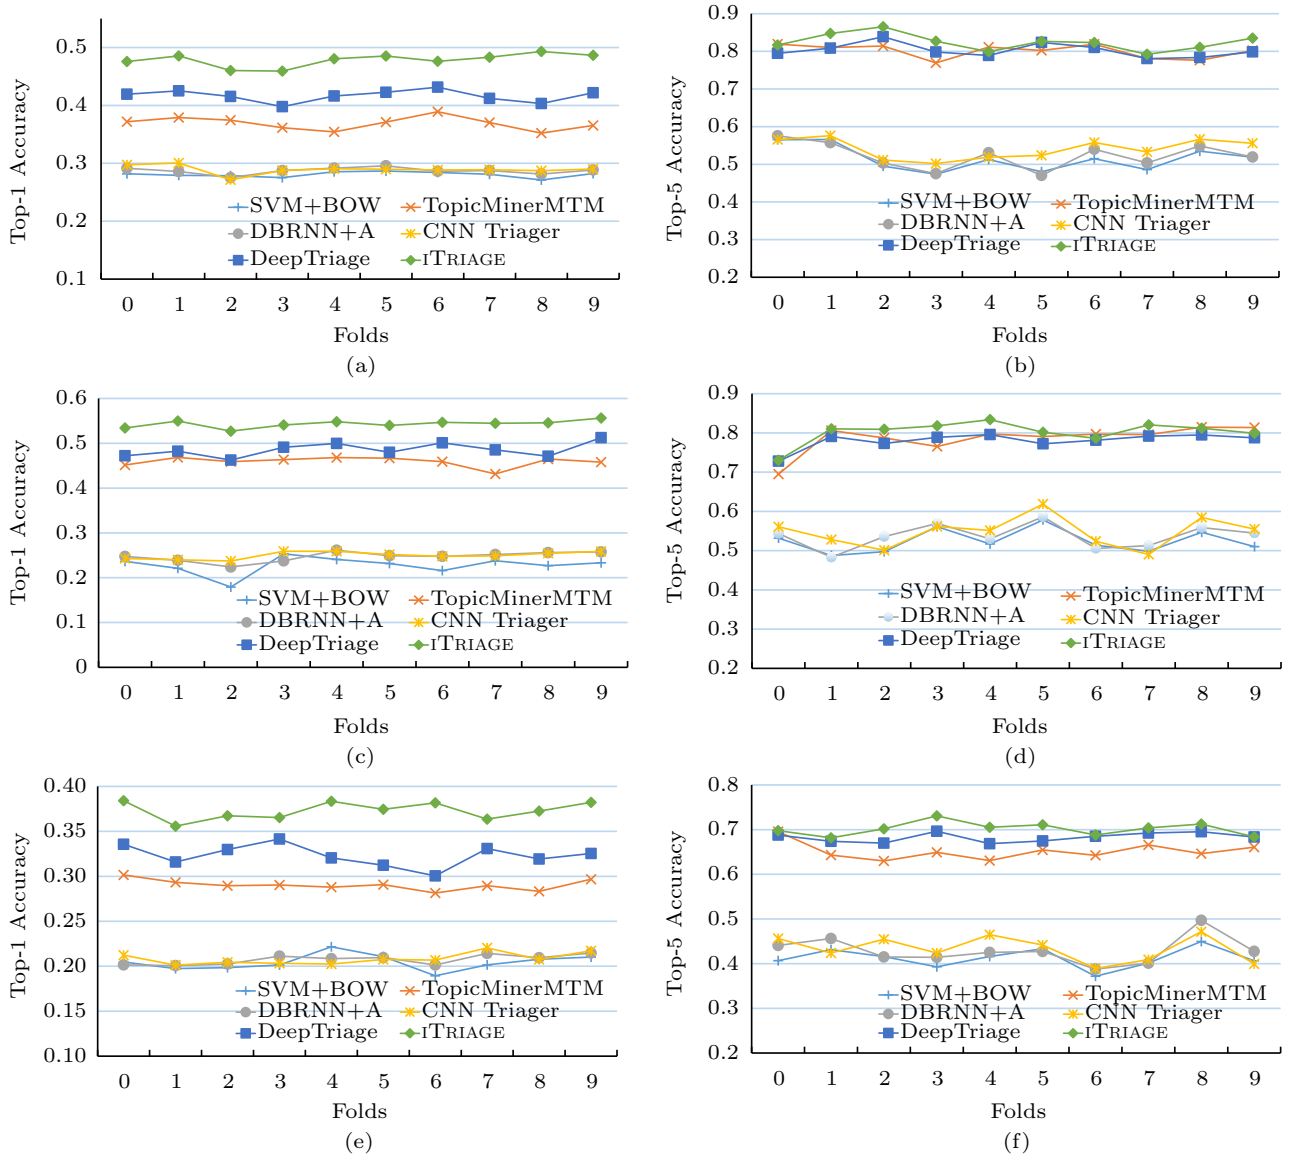 Top-1 Accuracy
0.5
0.4
0.3
0.2
0.1
SVM+BOW TopicMinerMTM
DBRNN+A CNN Triager
DeepTriage iTRIAGE
0 1 2 3 4 5 6 7 8 9
Folds
(a)
Top-5 Accuracy
0.9
0.8
0.7
0.6
0.5
0.4
0.3
0.2
SVM+BOW TopicMinerMTM
DBRNN+A CNN Triager
DeepTriage iTRIAGE
0 1 2 3 4 5 6 7 8 9
Folds
(b)
Top-1 Accuracy
0.6
0.5
0.4
0.3
0.2
0.1
0
SVM+BOW TopicMinerMTM
DBRNN+A CNN Triager
DeepTriage iTRIAGE
0 1 2 3 4 5 6 7 8 9
Folds
(c)
Top-5 Accuracy
0.9
0.8
0.7
0.6
0.5
0.4
0.3
0.2
SVM+BOW TopicMinerMTM
DBRNN+A CNN Triager
DeepTriage iTRIAGE
0 1 2 3 4 5 6 7 8 9
Folds
(d)
Top-1 Accuracy
0.40
0.35
0.30
0.25
0.20
0.15
0.10
SVM+BOW TopicMinerMTM
DBRNN+A CNN Triager
DeepTriage iTRIAGE
0 1 2 3 4 5 6 7 8 9
Folds
(e)
Top-5 Accuracy
0.8
0.7
0.6
0.5
0.4
0.3
0.2
SVM+BOW TopicMinerMTM
DBRNN+A CNN Triager
DeepTriage iTRIAGE
0 1 2 3 4 5 6 7 8 9
Folds
(f)